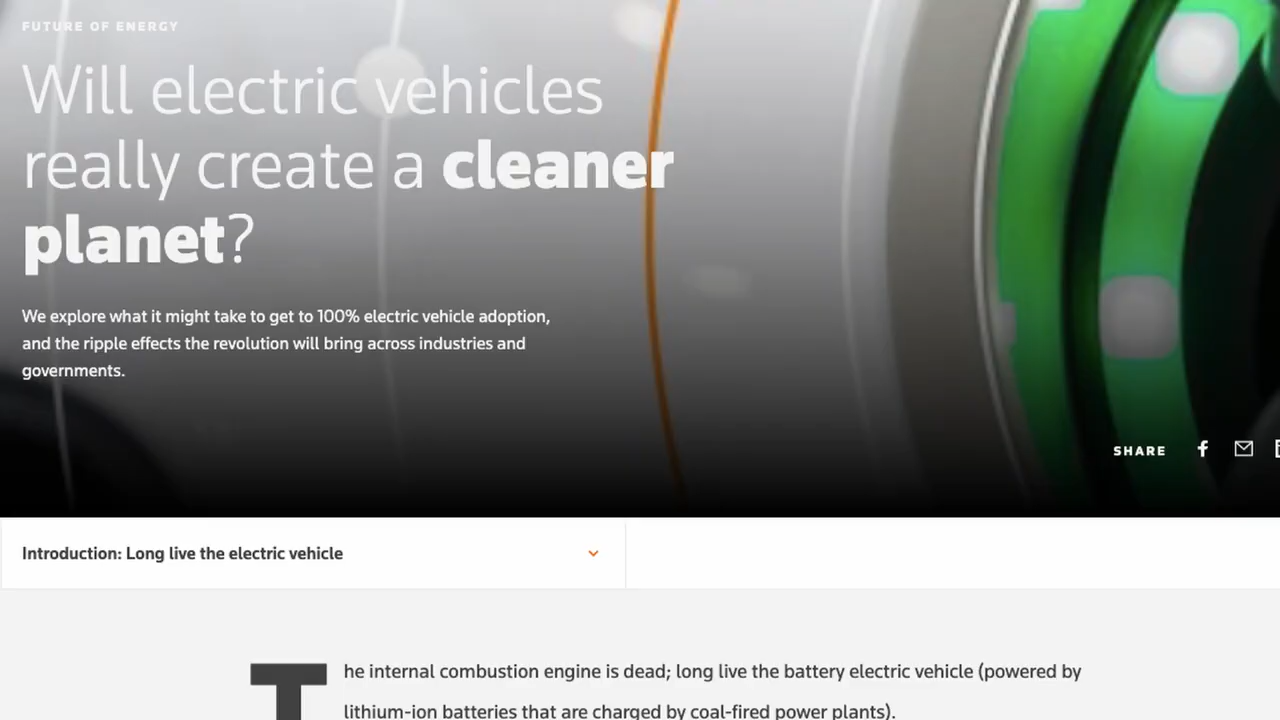 FUTURE OF ENERGY
Will electric vehicles
really create a cleaner
planet?
We explore what it might take to get to 100% electric vehicle adoption,
and the ripple effects the revolution will bring across industries and
governments.
SHARE
Introduction: Long live the electric vehicle
The internal combustion engine is dead; long live the battery electric vehicle (powered by
lithium-ion batteries that are charged by coal-fired power plants).